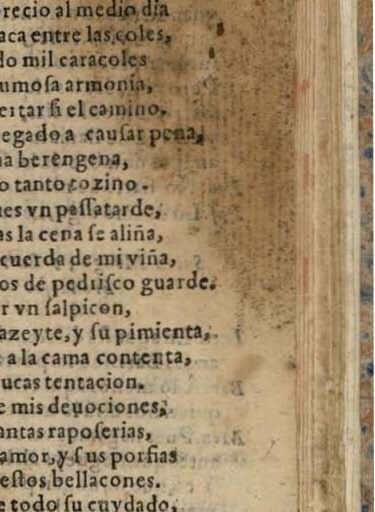 recio al medio dia
aca entre las coles,
do mil caracoles
umosa armonia,
ertar si el camino.
egado a causar pena,
na berengena,
o tanto tozino.
nes vn passatarde,
as la cena se aliña,
cuerda de mi viña,
os de pedrisco guarde.
r vn salpicon,
azeyte, y su pimienta,
e a la cama contenta,
ucas tentacion.
e mis deuociones,
antas raposerias,
amor, y sus porfias
estos bellacones.
e todo su cuydado,